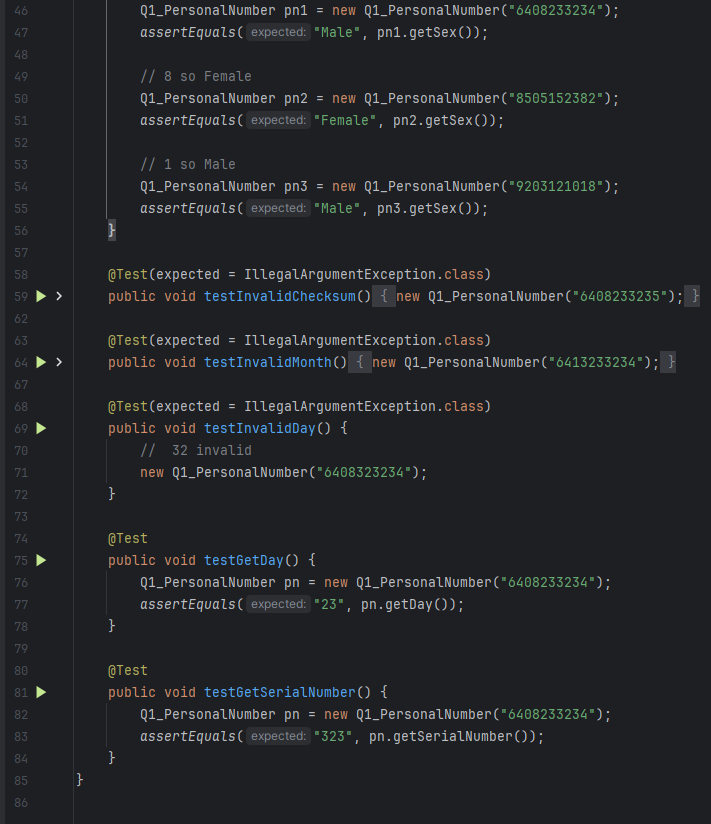 46 Q1_PersonalNumber pn1 = new Q1_PersonalNumber("6408233234");
47 assertEquals( expected: "Male", pn1.getSex());
48
49 // 8 so Female
50 Q1_PersonalNumber pn2 = new Q1_PersonalNumber("8505152382");
51 assertEquals( expected: "Female", pn2.getSex());
52
53 // 1 so Male
54 Q1_PersonalNumber pn3 = new Q1_PersonalNumber("9203121018");
55 assertEquals( expected: "Male", pn3.getSex());
56 }
57
58 @Test(expected = IllegalArgumentException.class)
59 public void testInvalidChecksum() { new Q1_PersonalNumber("6408233235"); }
62
63 @Test(expected = IllegalArgumentException.class)
64 public void testInvalidMonth() { new Q1_PersonalNumber("6413233234"); }
67
68 @Test(expected = IllegalArgumentException.class)
69 public void testInvalidDay() {
70 //  32 invalid
71 new Q1_PersonalNumber("6408323234");
72 }
73
74 @Test
75 public void testGetDay() {
76 Q1_PersonalNumber pn = new Q1_PersonalNumber("6408233234");
77 assertEquals( expected: "23", pn.getDay());
78 }
79
80 @Test
81 public void testGetSerialNumber() {
82 Q1_PersonalNumber pn = new Q1_PersonalNumber("6408233234");
83 assertEquals( expected: "323", pn.getSerialNumber());
84 }
85 }
86